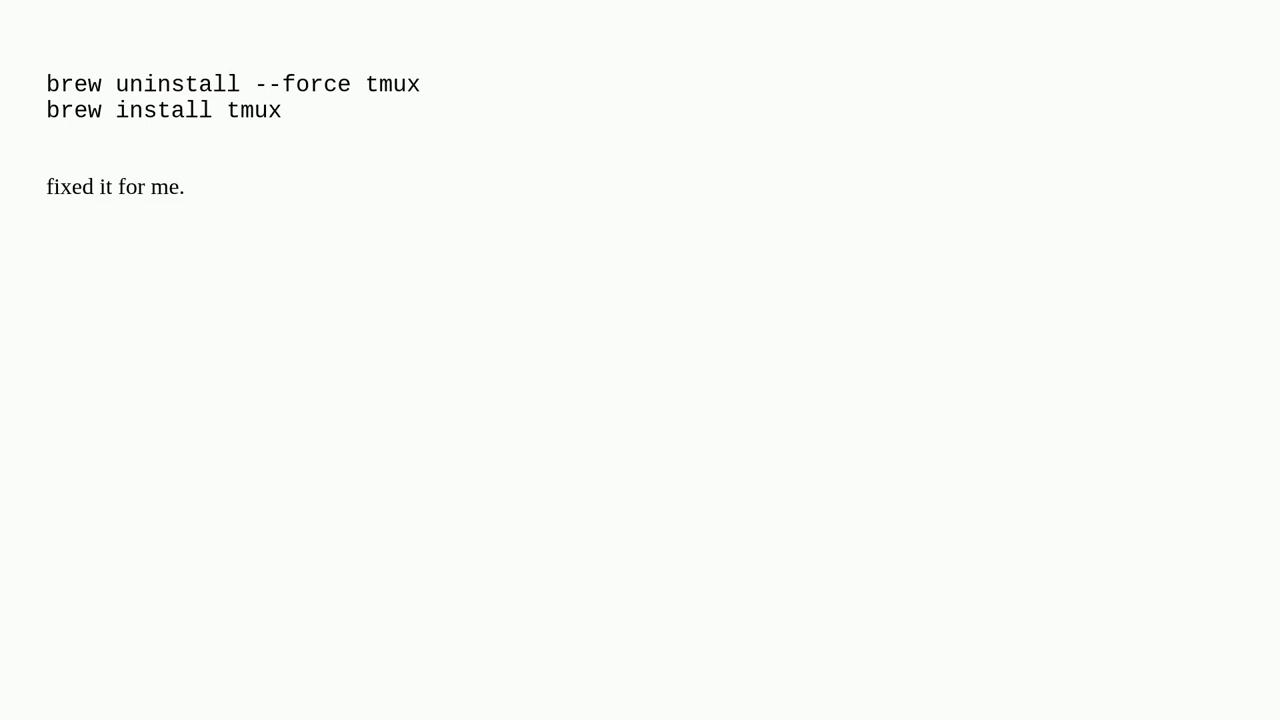 brew uninstall --force tmux
brew install tmux
fixed it for me.